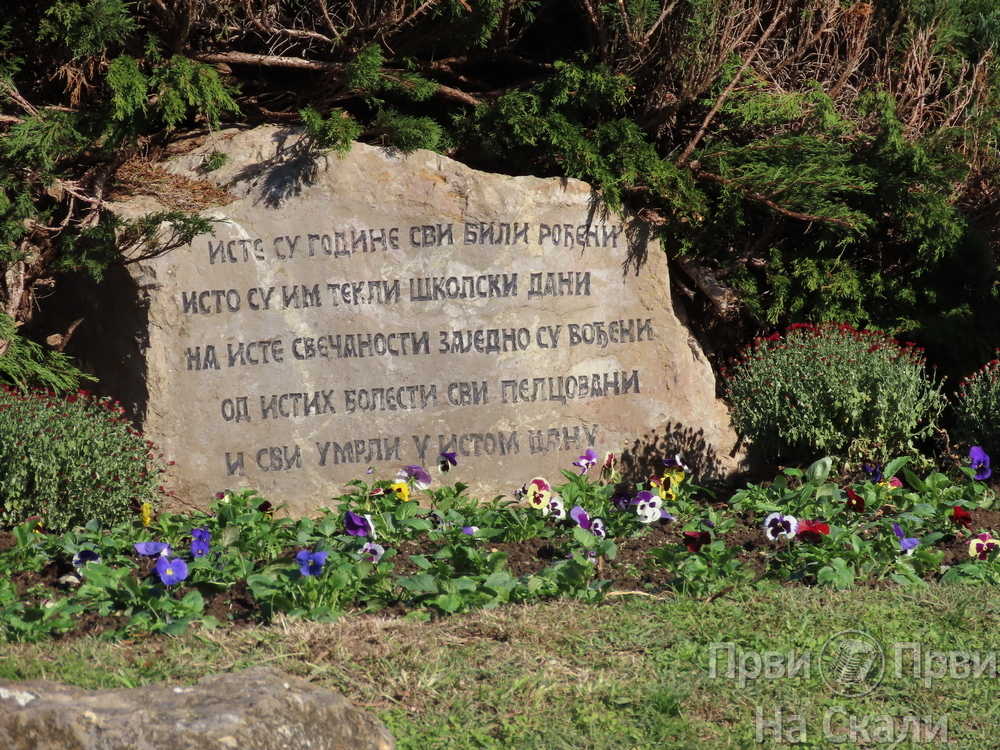 ИСТЕ СУ ГОДИНЕ СВИ БИЛИ РОЂЕНИ
ИСТО СУ ИМ ТЕКЛИ ШКОЛСКИ ДАНИ
НА ИСТЕ СВЕЧАНОСТИ ЗАЈЕДНО СУ ВОЂЕНИ
ОД ИСТИХ БОЛЕСТИ СВИ ПЕЛЦОВАНИ
И СВИ УМРЛИ У ИСТОМ ДАНУ
Први Први
На Скали